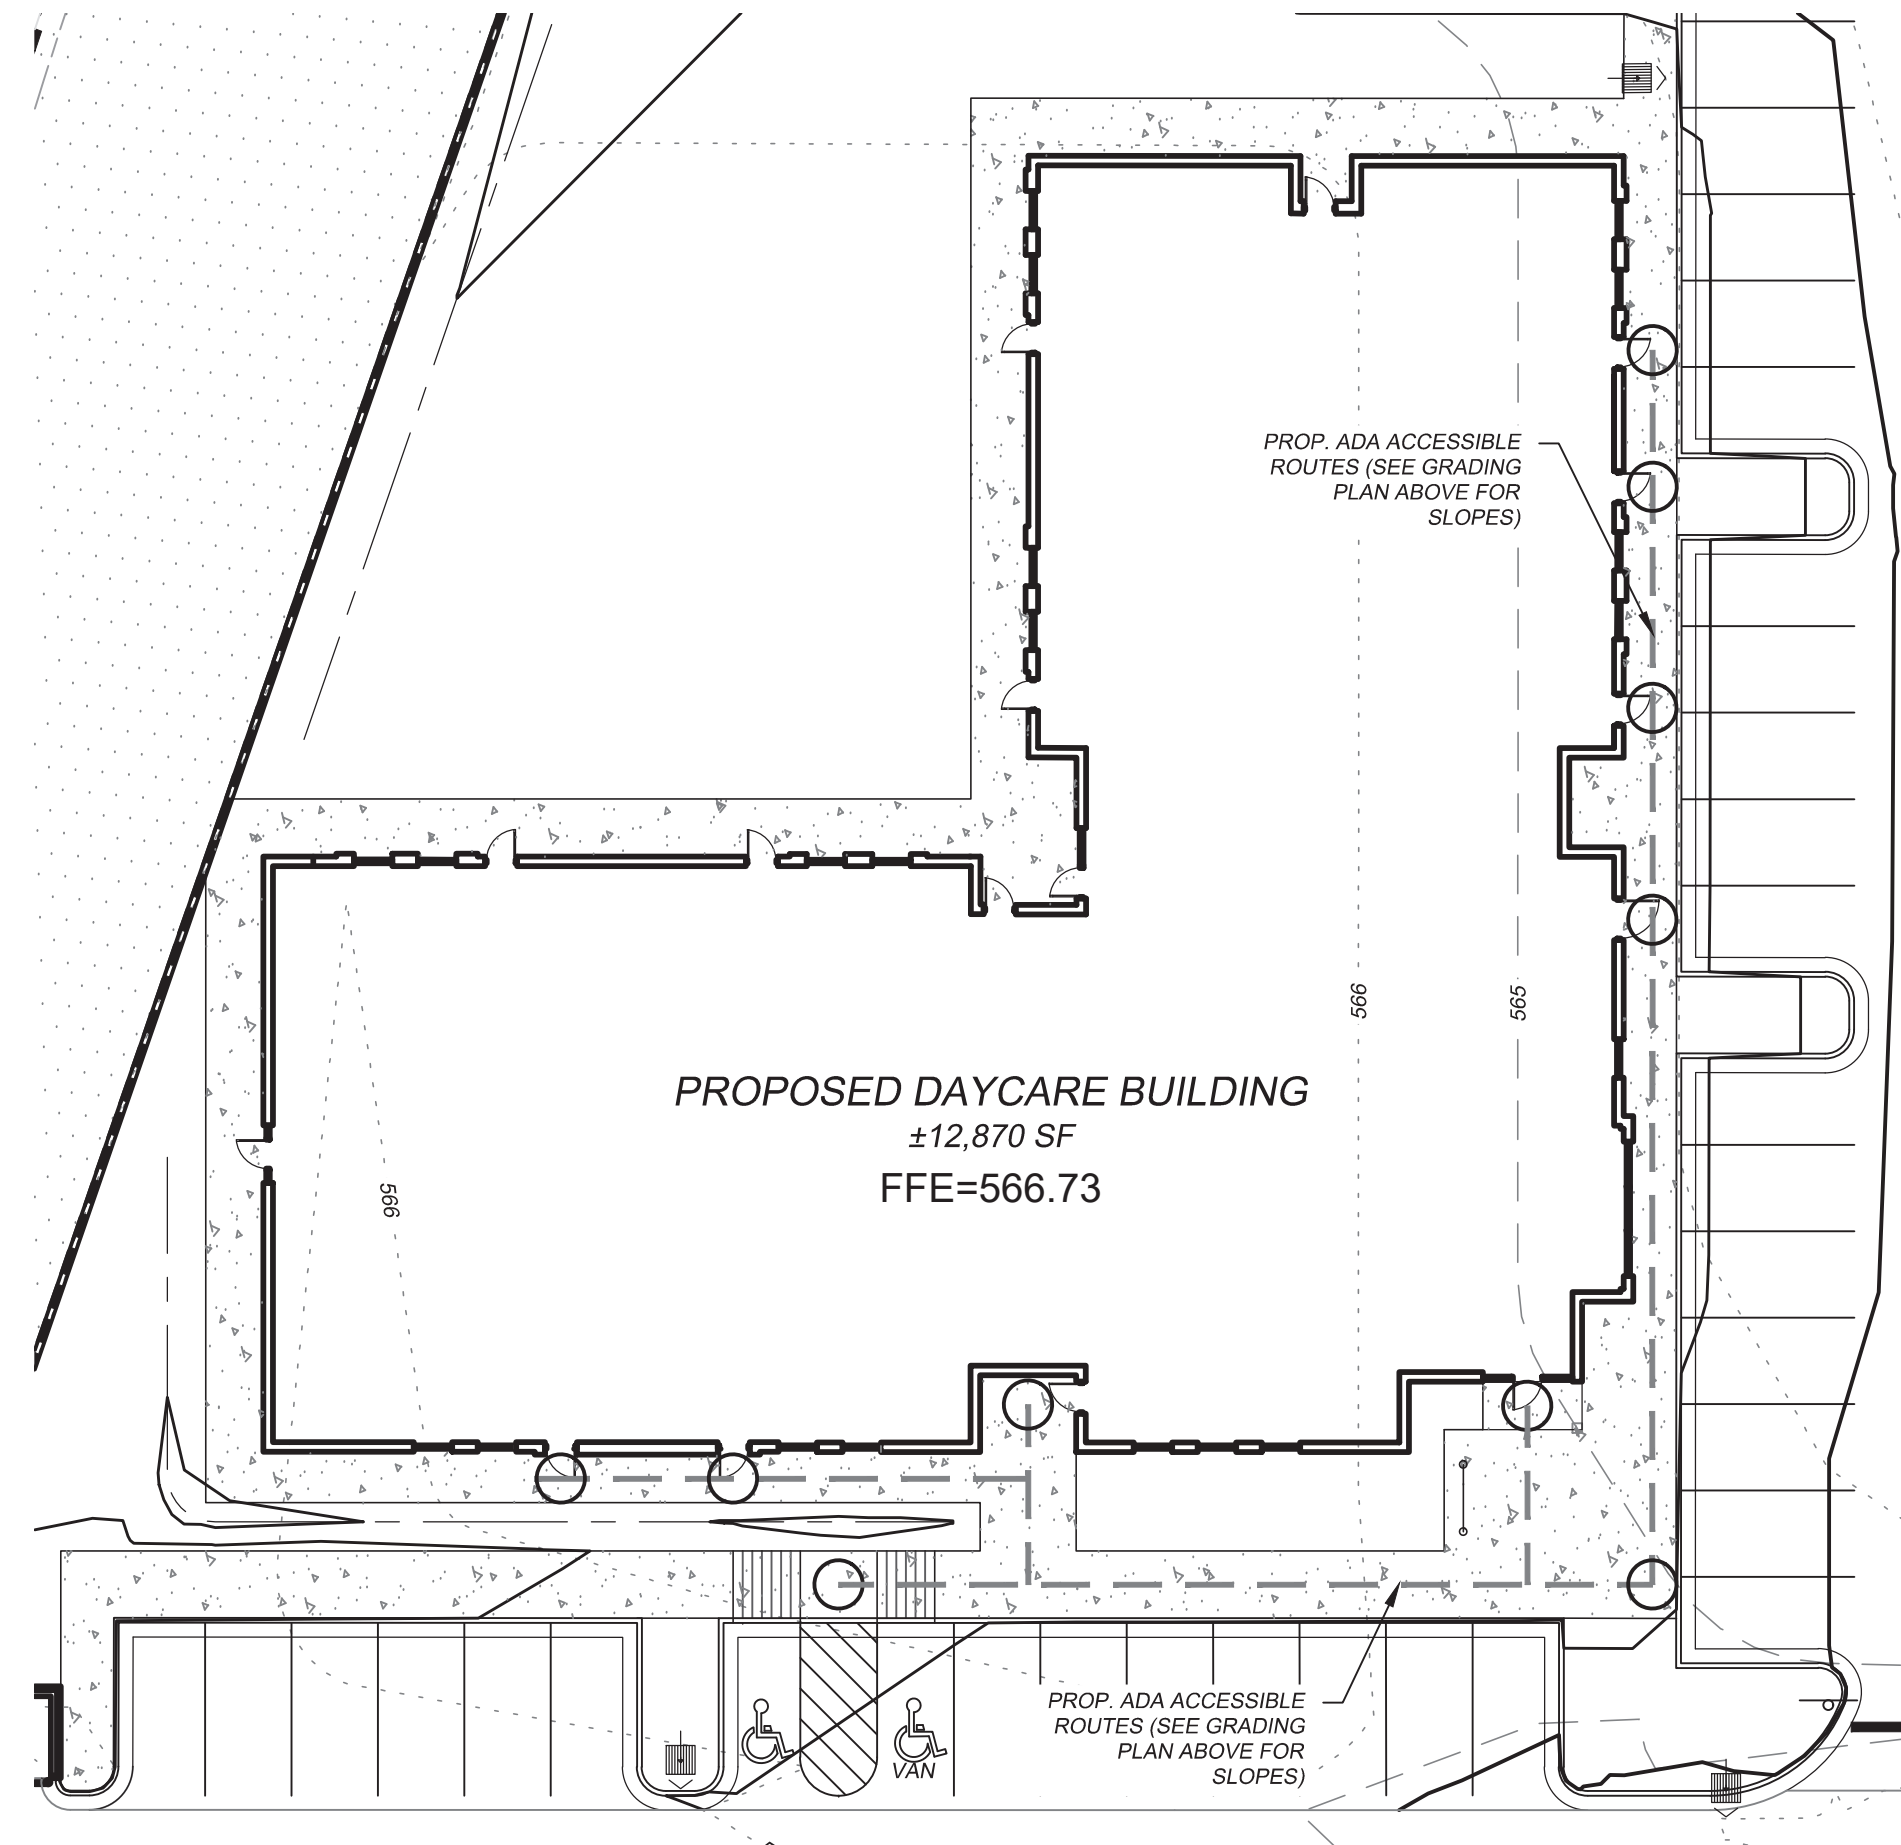 PROP. ADA ACCESSIBLE
ROUTES (SEE GRADING
PLAN ABOVE FOR
SLOPES)
566
565
PROPOSED DAYCARE BUILDING
±12,870 SF
FFE=566.73
566
PROP. ADA ACCESSIBLE
ROUTES (SEE GRADING
PLAN ABOVE FOR
SLOPES)
VAN